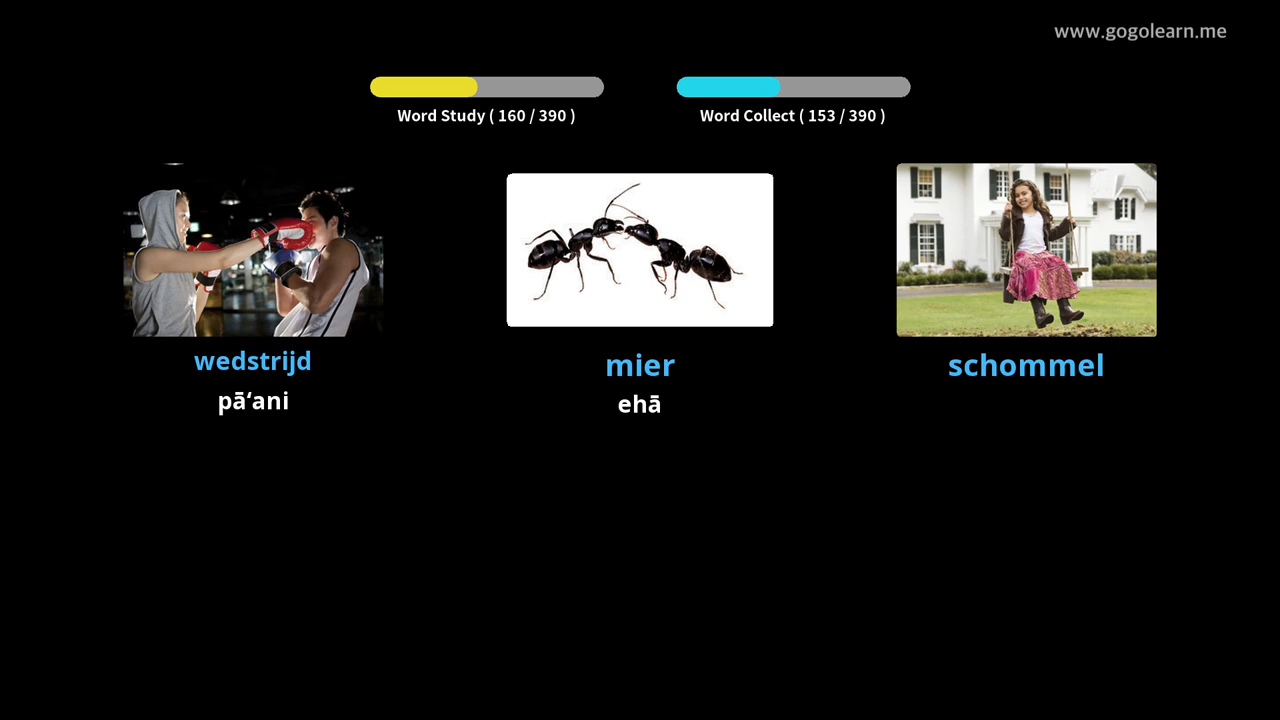 www.gogolearn.me
Word Study ( 160 / 390 )
Word Collect ( 153 / 390 )
wedstrijd
pāʻani
mier
ehā
schommel